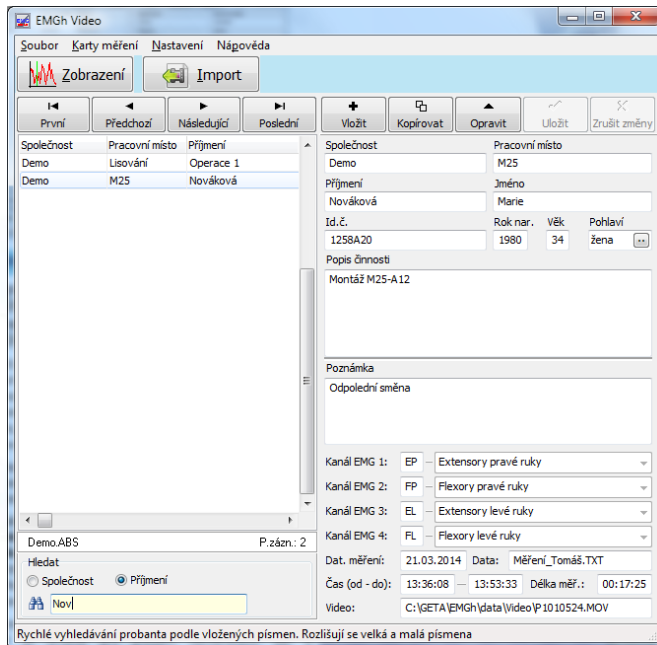 EMGh Video
Soubor Karty měření Nastavení Nápověda
Zobrazení Import
První Předchozí Následující Poslední Vložit Kopírovat Opravit Uložit Zrušit změny
Společnost Pracovní místo Příjmení
Demo Lisování Operace 1
Demo M25 Nováková
Demo.ABS P.zázn.: 2
Hledat
Společnost Příjmení
Nov
Společnost Pracovní místo
Demo M25
Příjmení Jméno
Nováková Marie
Id.č. Rok nar. Věk Pohlaví
1258A20 1980 34 žena ...
Popis činnosti
Montáž M25-A12
Poznámka
Odpolední směna
Kanál EMG 1: EP – Extensory pravé ruky
Kanál EMG 2: FP – Flexory pravé ruky
Kanál EMG 3: EL – Extensory levé ruky
Kanál EMG 4: FL – Flexory levé ruky
Dat. měření: 21.03.2014 Data: Měření_Tomáš.TXT
Čas (od - do): 13:36:08 – 13:53:33 Délka měř.: 00:17:25
Video: C:\GETA\EMGh\data\Video\P1010524.MOV
Rychlé vyhledávání probanta podle vložených písmen. Rozlišují se velká a malá písmena